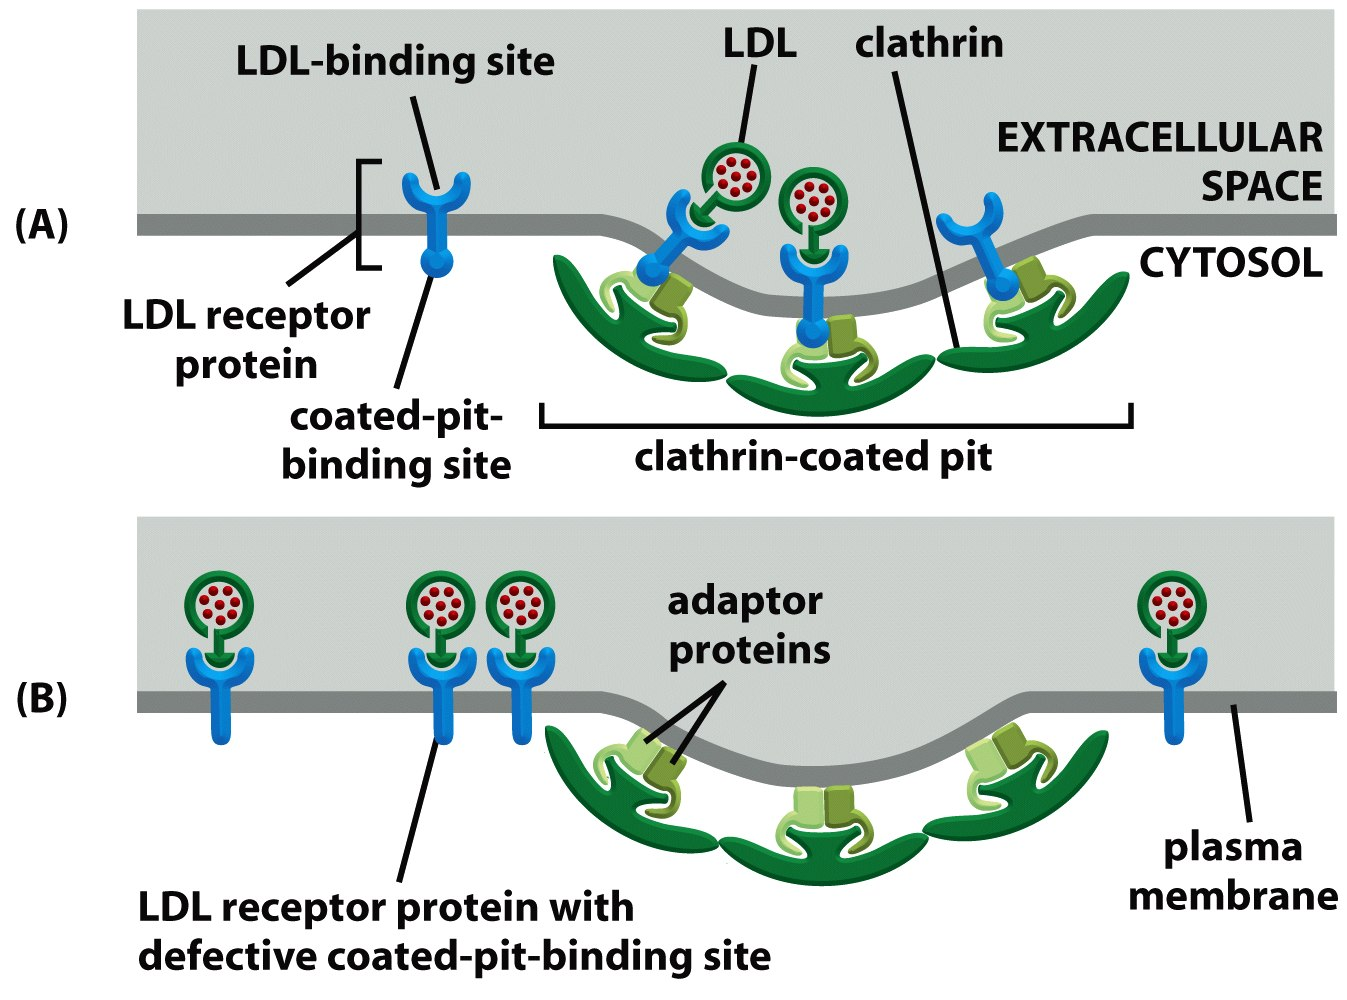 LDL-binding site
LDL
clathrin
EXTRACELLULAR
SPACE
(A)
CYTOSOL
LDL receptor
protein
coated-pit-
binding site
clathrin-coated pit
adaptor
proteins
(B)
plasma
membrane
LDL receptor protein with
defective coated-pit-binding site